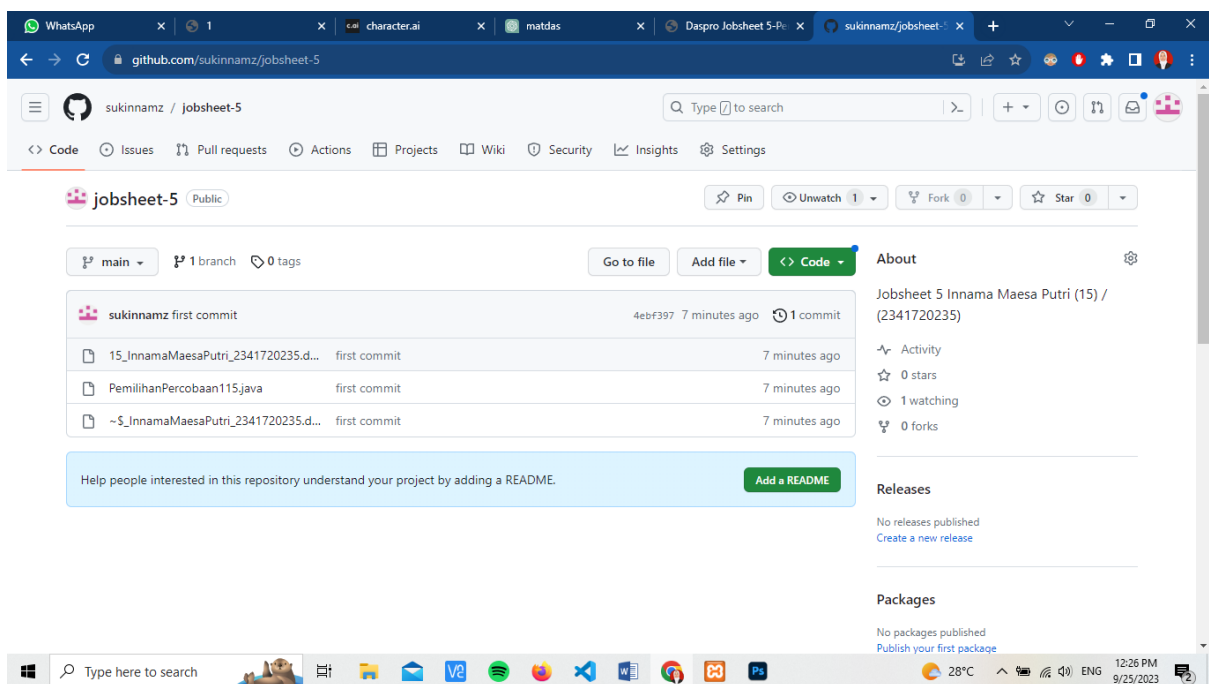 WhatsApp
1
c.ai character.ai
matdas
Daspro Jobsheet 5-Pe
sukinnamz/jobsheet-5
github.com/sukinnamz/jobsheet-5
sukinnamz / jobsheet-5
Type / to search
Code Issues Pull requests Actions Projects Wiki Security Insights Settings
jobsheet-5 Public
Pin Unwatch 1 Fork 0 Star 0
main 1 branch 0 tags
Go to file Add file Code
sukinnamz first commit 4ebf397 7 minutes ago 1 commit
15_InnamaMaesaPutri_2341720235.d... first commit 7 minutes ago
PemilihanPercobaan115.java first commit 7 minutes ago
~$_InnamaMaesaPutri_2341720235.d... first commit 7 minutes ago
Help people interested in this repository understand your project by adding a README. Add a README
About
Jobsheet 5 Innama Maesa Putri (15) /
(2341720235)
Activity
0 stars
1 watching
0 forks
Releases
No releases published
Create a new release
Packages
No packages published
Publish your first package
Type here to search
Ps
28°C ENG
12:26 PM
9/25/2023
2